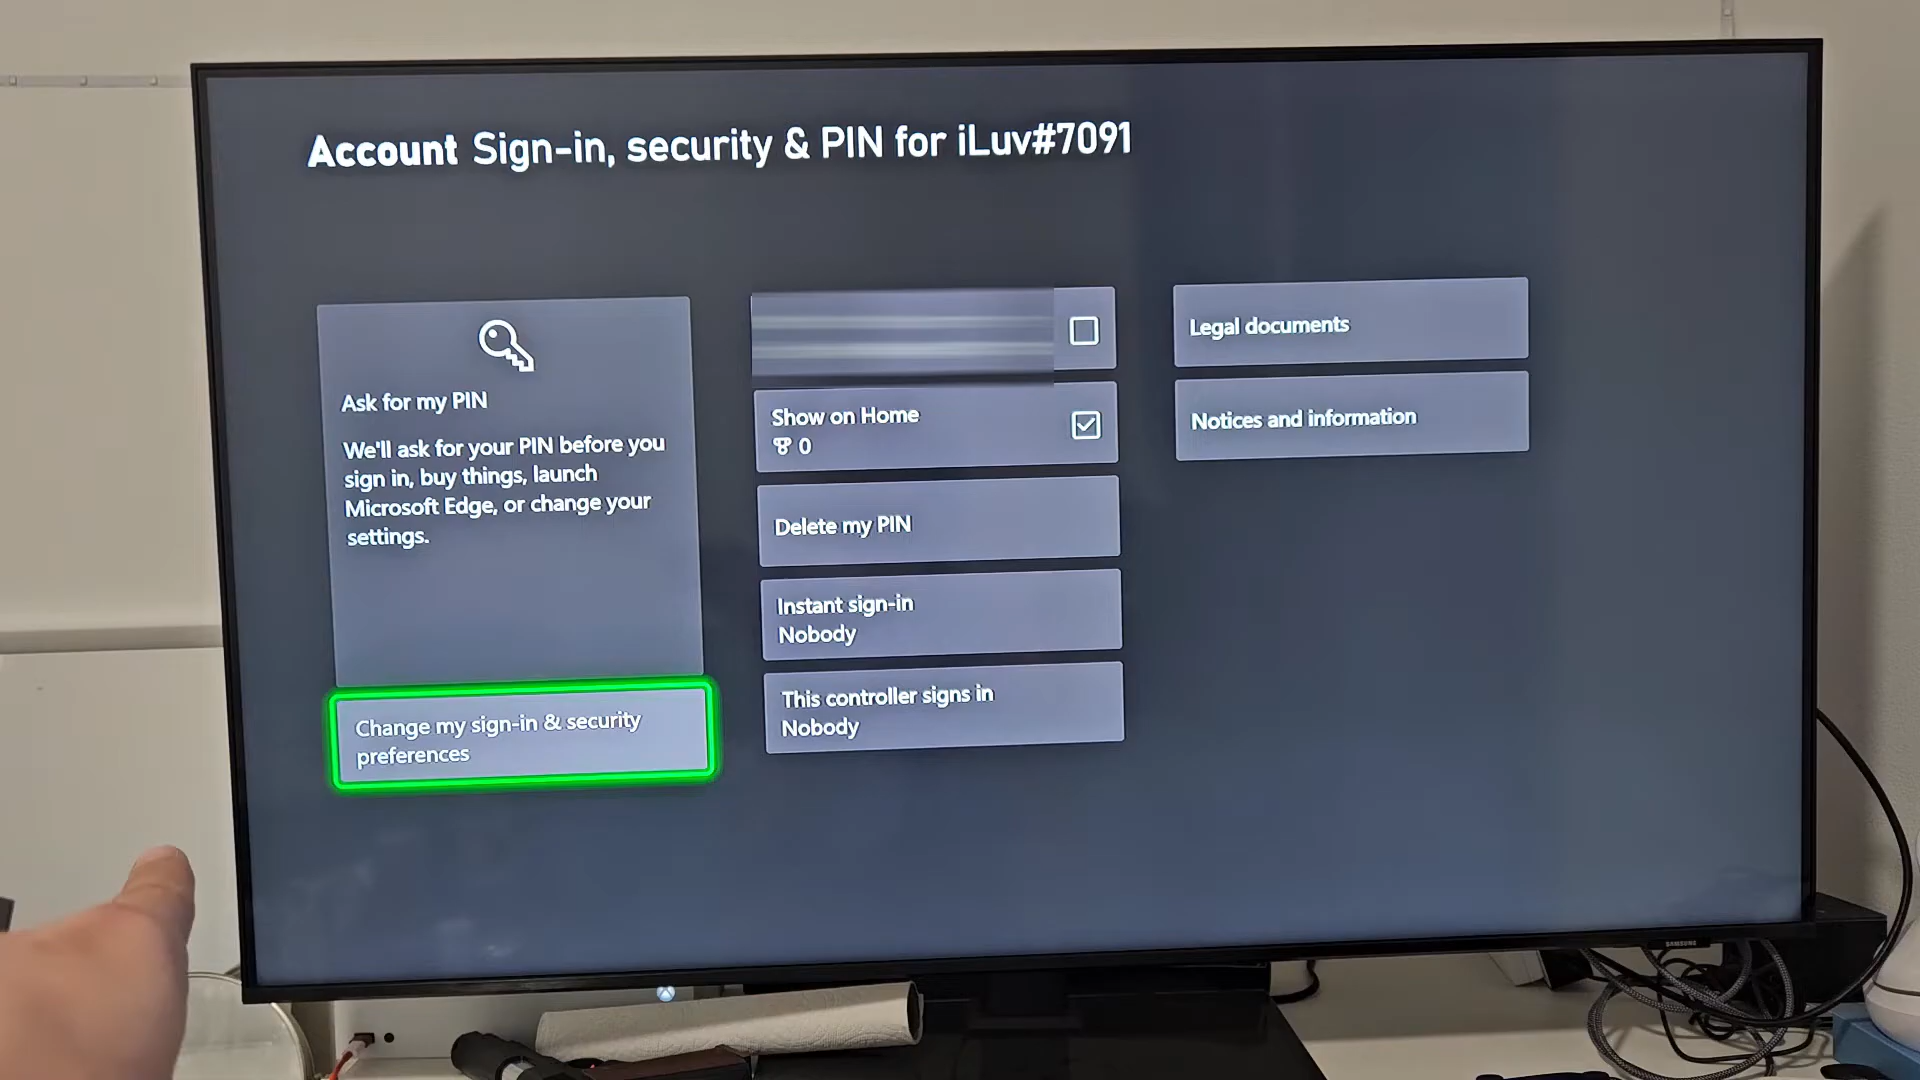 Account Sign-in, security & PIN for iLuv#7091
Ask for my PIN
We'll ask for your PIN before you
sign in, buy things, launch
Microsoft Edge, or change your
settings.
Change my sign-in & security
preferences
Show on Home
0
Delete my PIN
Instant sign-in
Nobody
This controller signs in
Nobody
Legal documents
Notices and information
SAMSUNG